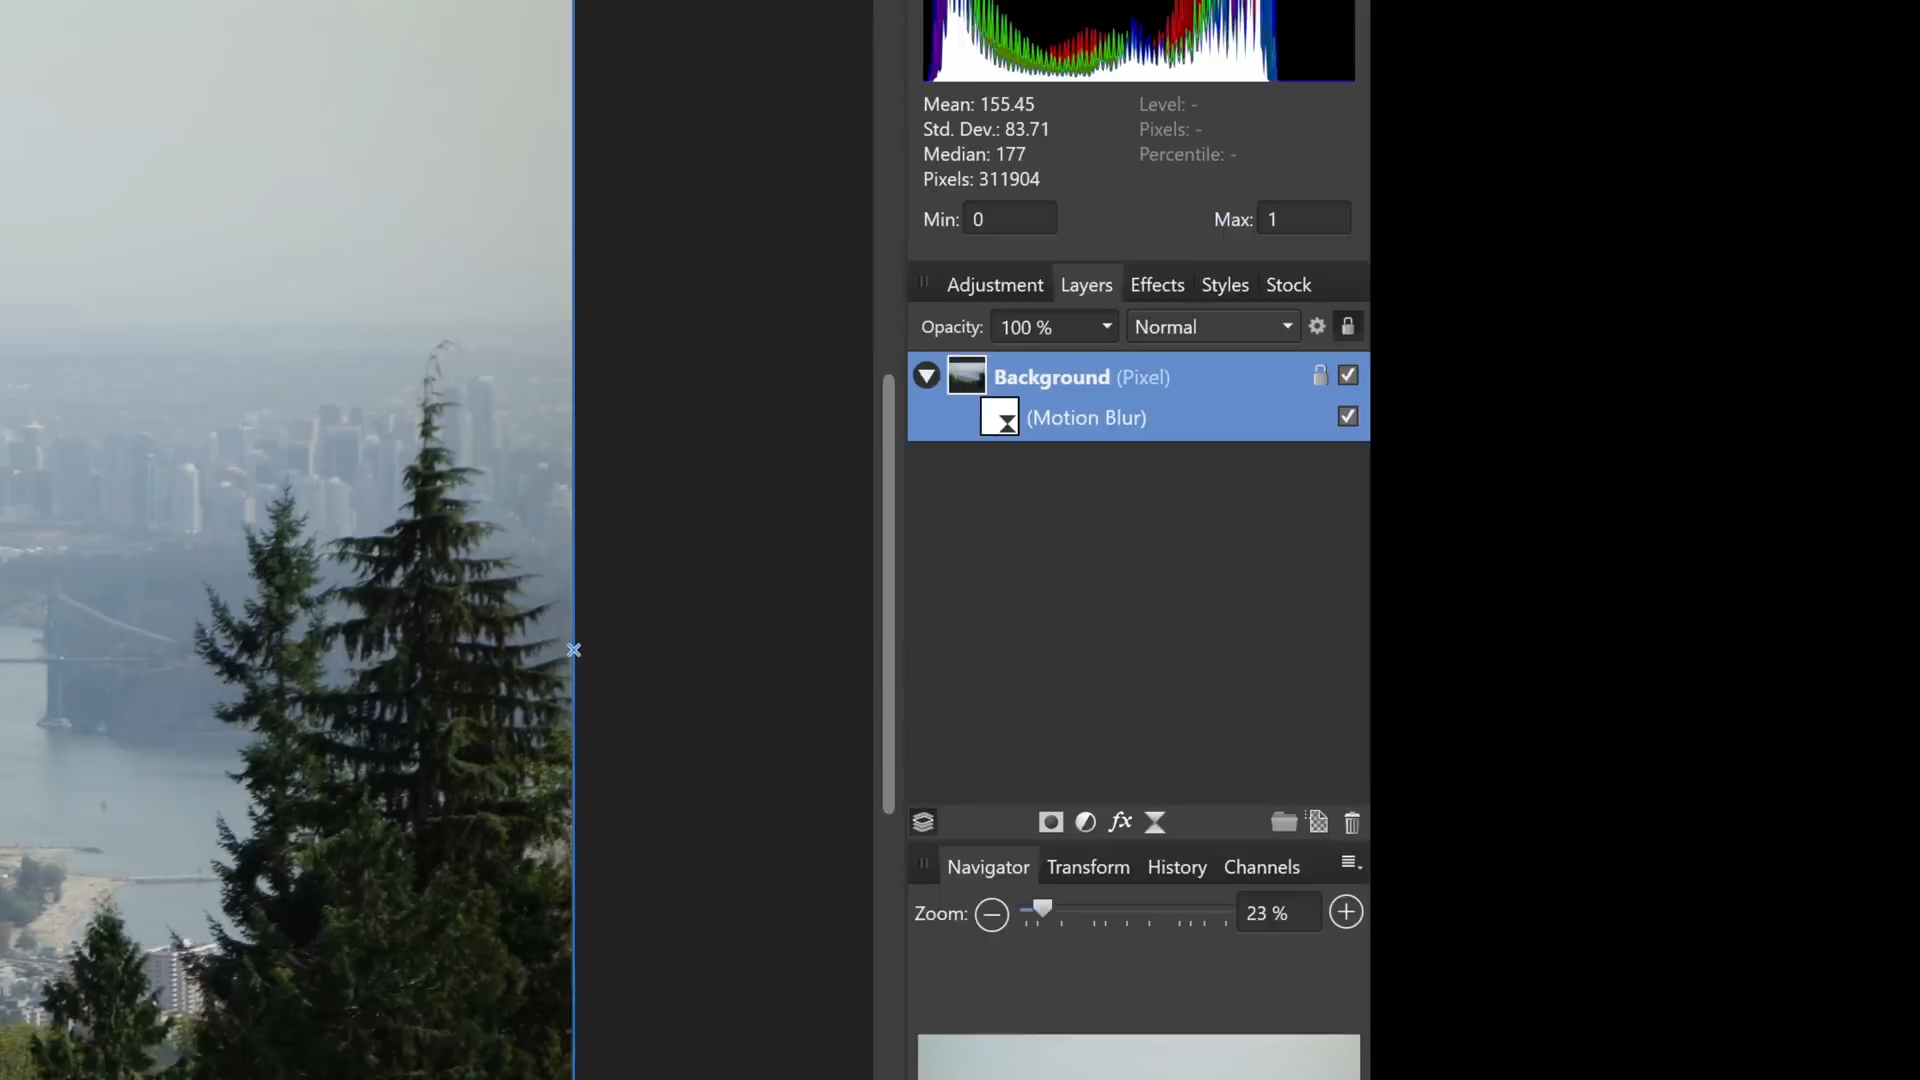 Mean: 155.45
Level: -
Std. Dev.: 83.71
Pixels: -
Median: 177
Percentile: -
Pixels: 311904
Min: 0
Max: 1
Adjustment Layers Effects Styles Stock
Opacity: 100 % Normal
Background (Pixel)
(Motion Blur)
fx
Navigator Transform History Channels
Zoom: 23 %